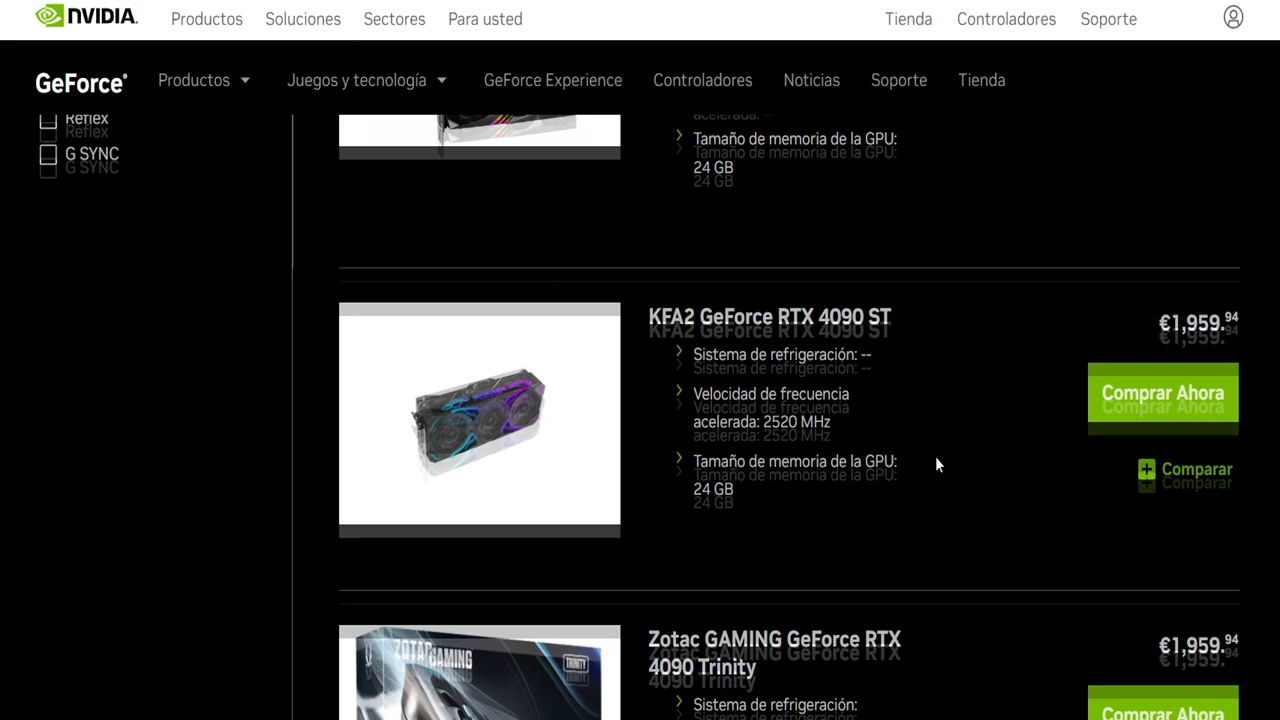 NVIDIA.
Productos Soluciones Sectores Para usted Tienda Controladores Soporte
GeForce® Productos Juegos y tecnología GeForce Experience Controladores Noticias Soporte Tienda
Reflex
G SYNC
acelerada: --
Tamaño de memoria de la GPU:
24 GB
KFA2 GeForce RTX 4090 ST
€1,959.94
Sistema de refrigeración: --
Velocidad de frecuencia
acelerada: 2520 MHz
Comprar Ahora
Tamaño de memoria de la GPU:
24 GB
Comparar
Zotac GAMING GeForce RTX
4090 Trinity
€1,959.94
Sistema de refrigeración:
Comprar Ahora
ZOTAC GAMING
TRINITY